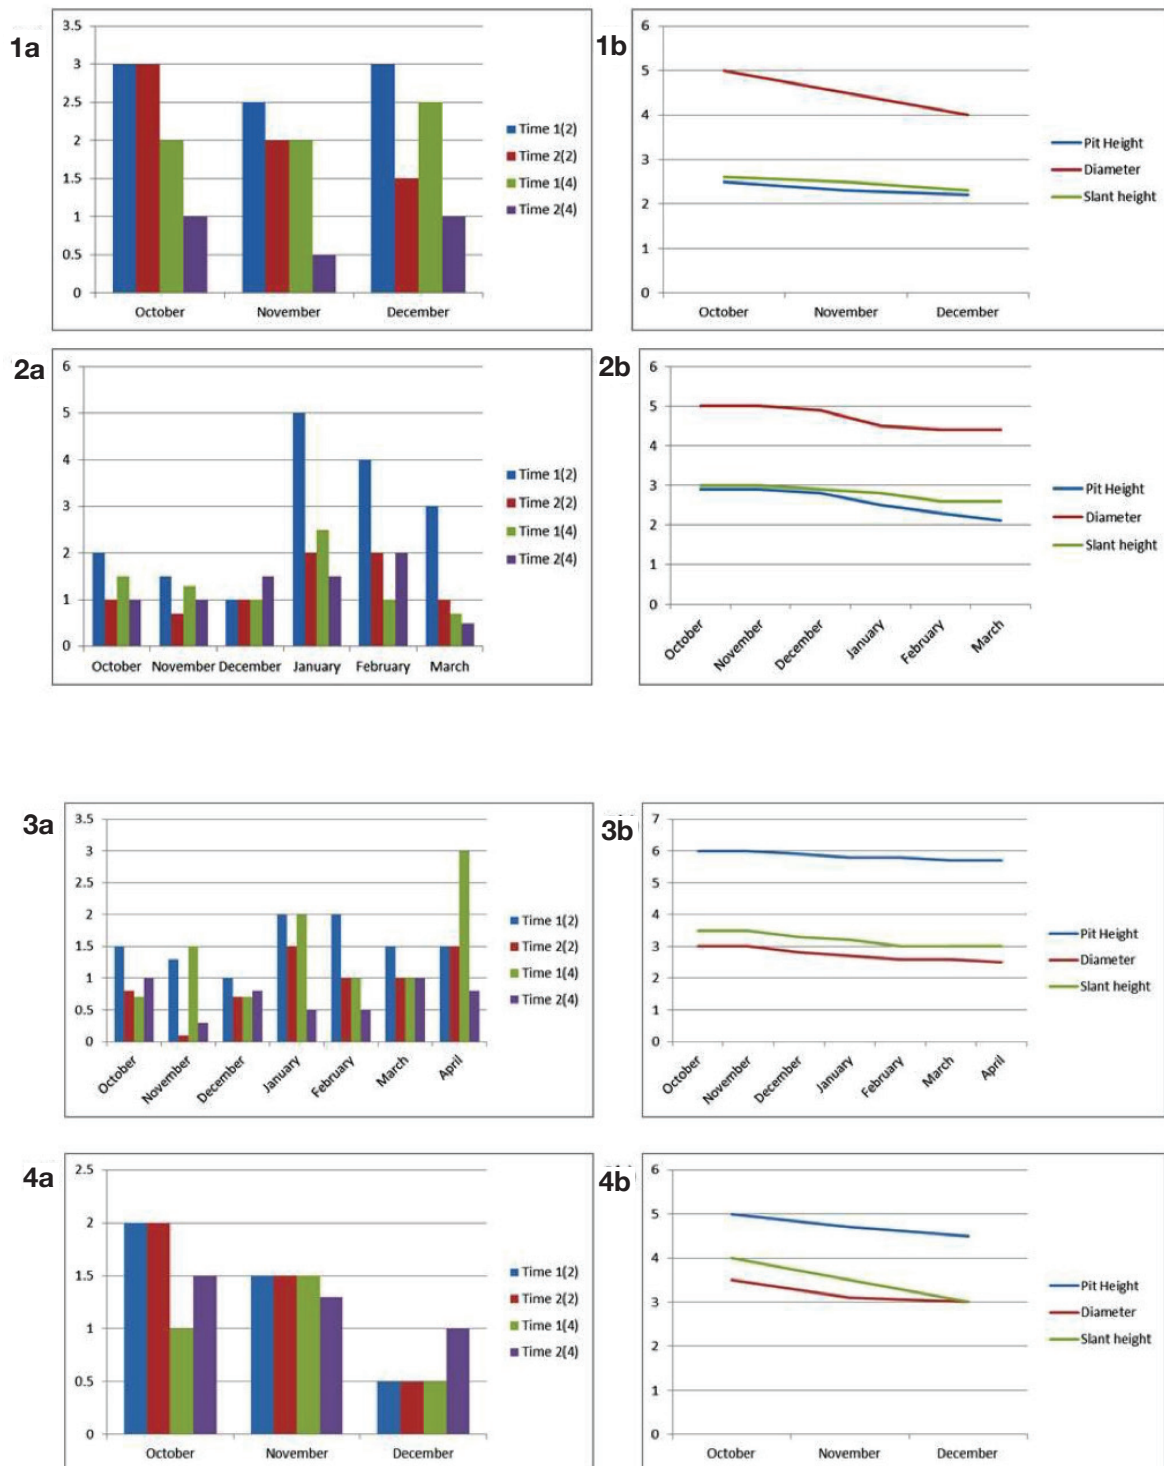 1a
3.5
3
2.5
2
1.5
1
0.5
0
October November December
Time 1(2)
Time 2(2)
Time 1(4)
Time 2(4)
1b
6
5
4
3
2
1
0
October November December
Pit Height
Diameter
Slant height
2a
6
5
4
3
2
1
0
October November December January February March
Time 1(2)
Time 2(2)
Time 1(4)
Time 2(4)
2b
6
5
4
3
2
1
0
October November December January February March
Pit Height
Diameter
Slant height
3a
3.5
3
2.5
2
1.5
1
0.5
0
October November December January February March April
Time 1(2)
Time 2(2)
Time 1(4)
Time 2(4)
3b
7
6
5
4
3
2
1
0
October November December January February March April
Pit Height
Diameter
Slant height
4a
2.5
2
1.5
1
0.5
0
October November December
Time 1(2)
Time 2(2)
Time 1(4)
Time 2(4)
4b
6
5
4
3
2
1
0
October November December
Pit Height
Diameter
Slant height